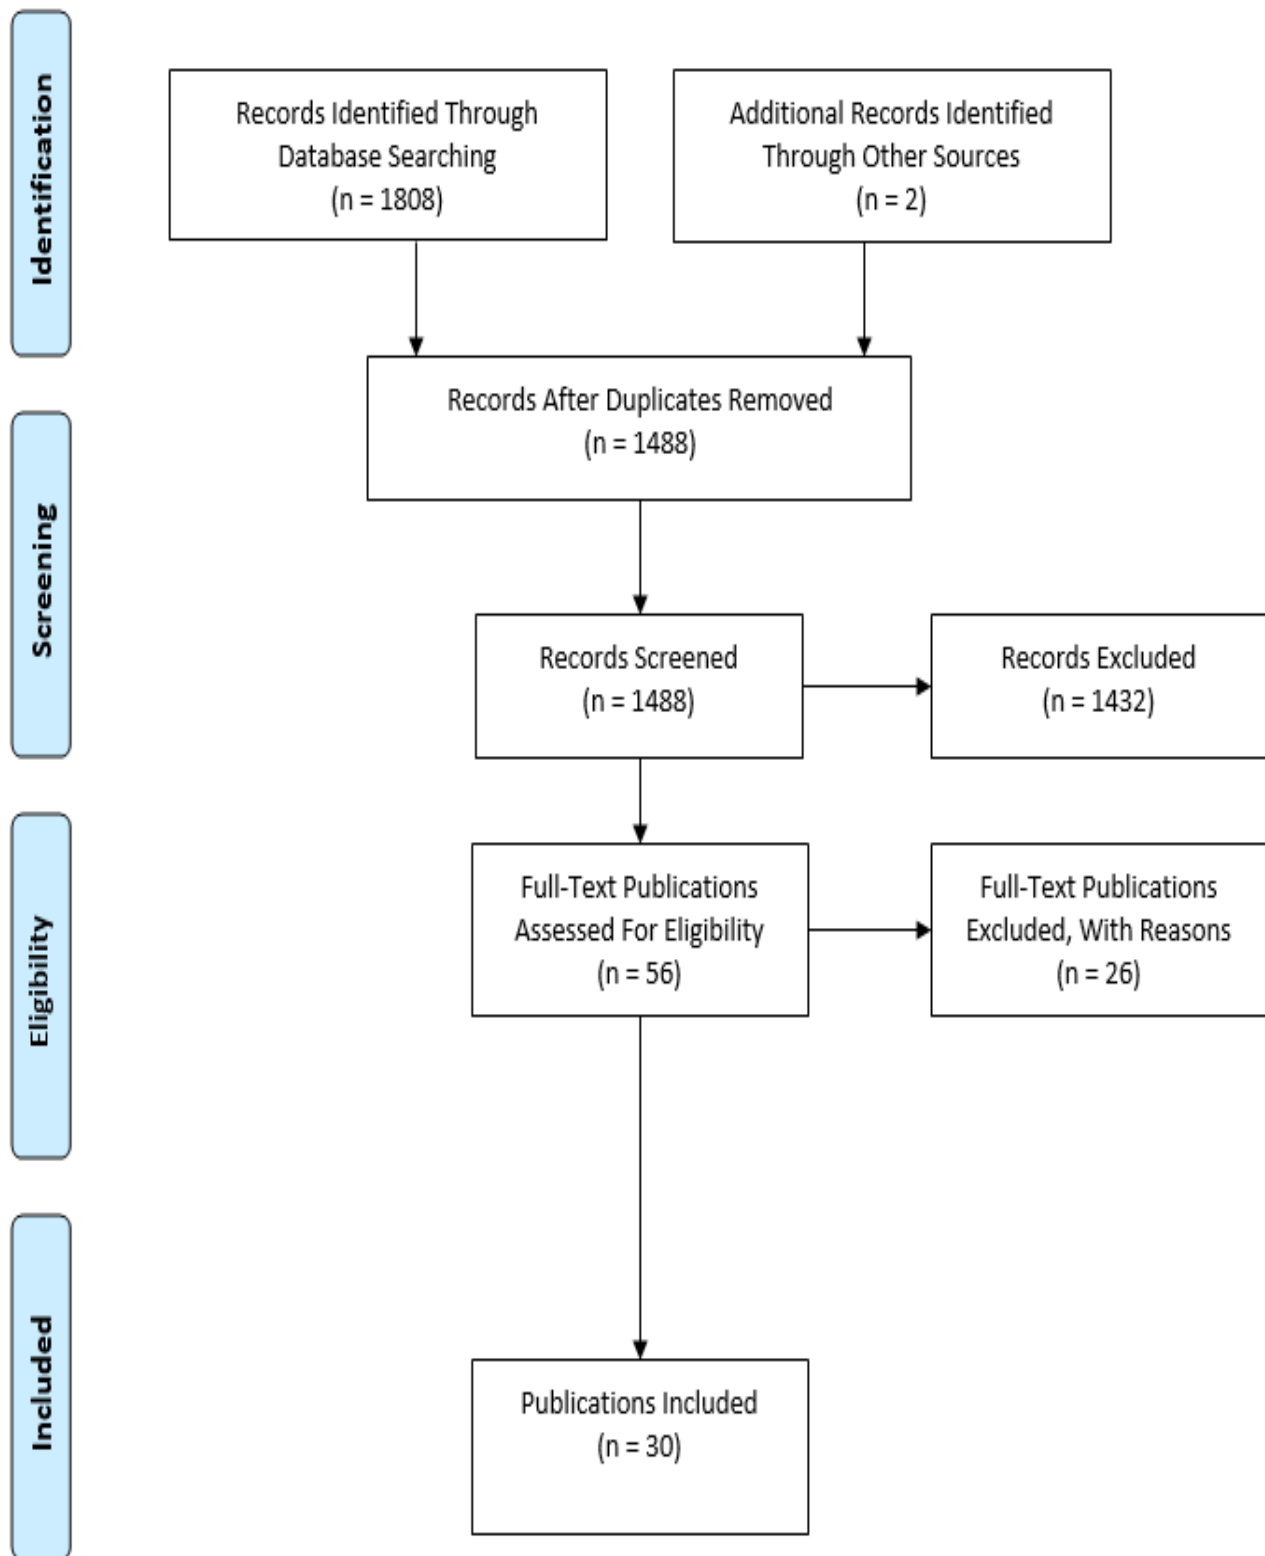 Identification
Records Identified Through
Database Searching
(n = 1808)
Additional Records Identified
Through Other Sources
(n = 2)
Records After Duplicates Removed
(n = 1488)
Screening
Records Screened
(n = 1488)
Records Excluded
(n = 1432)
Eligibility
Full-Text Publications
Assessed For Eligibility
(n = 56)
Full-Text Publications
Excluded, With Reasons
(n = 26)
Included
Publications Included
(n = 30)